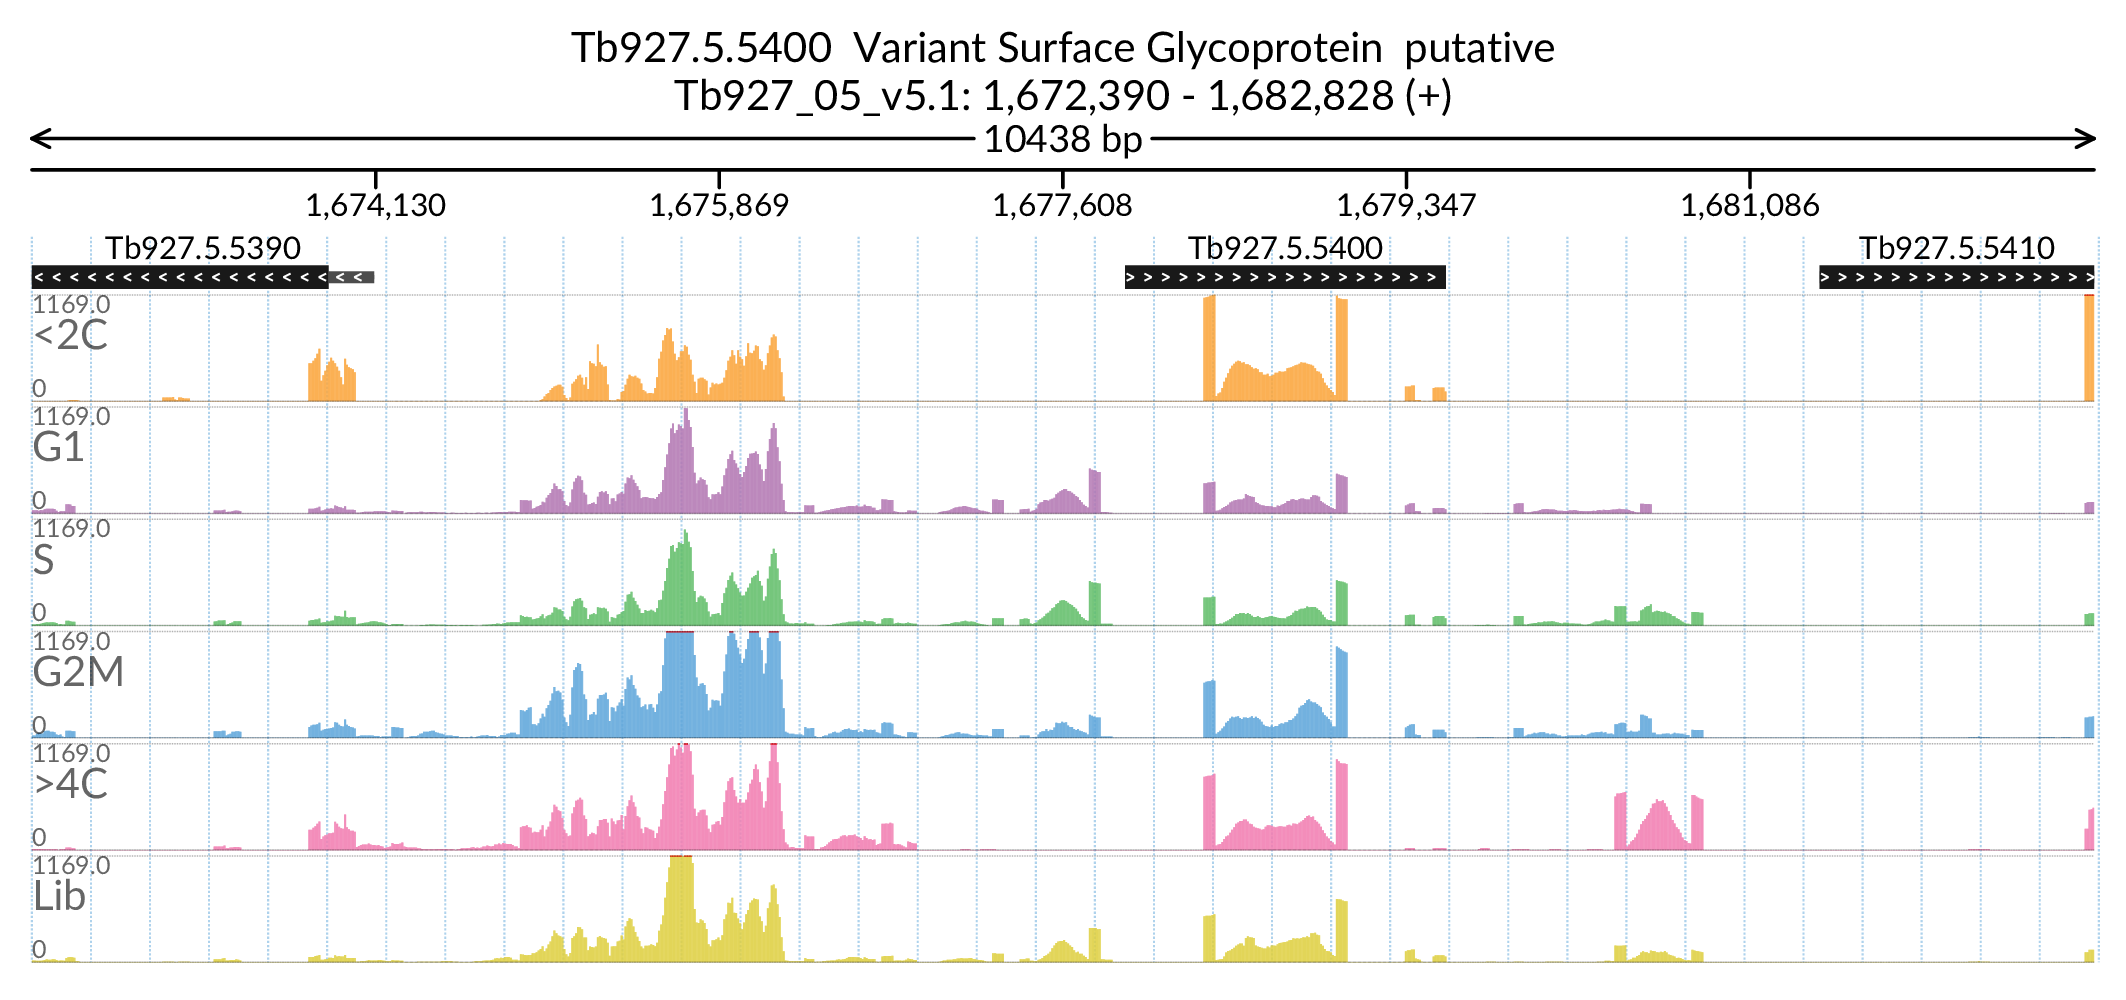 Tb927.5.5400  Variant Surface Glycoprotein  putative
Tb927_05_v5.1: 1,672,390 - 1,682,828 (+)
10438 bp
1,674,130 1,675,869 1,677,608 1,679,347 1,681,086
Tb927.5.5390 Tb927.5.5400 Tb927.5.5410
1169.0
<2C
0
1169.0
G1
0
1169.0
S
0
1169.0
G2M
0
1169.0
>4C
0
1169.0
Lib
0